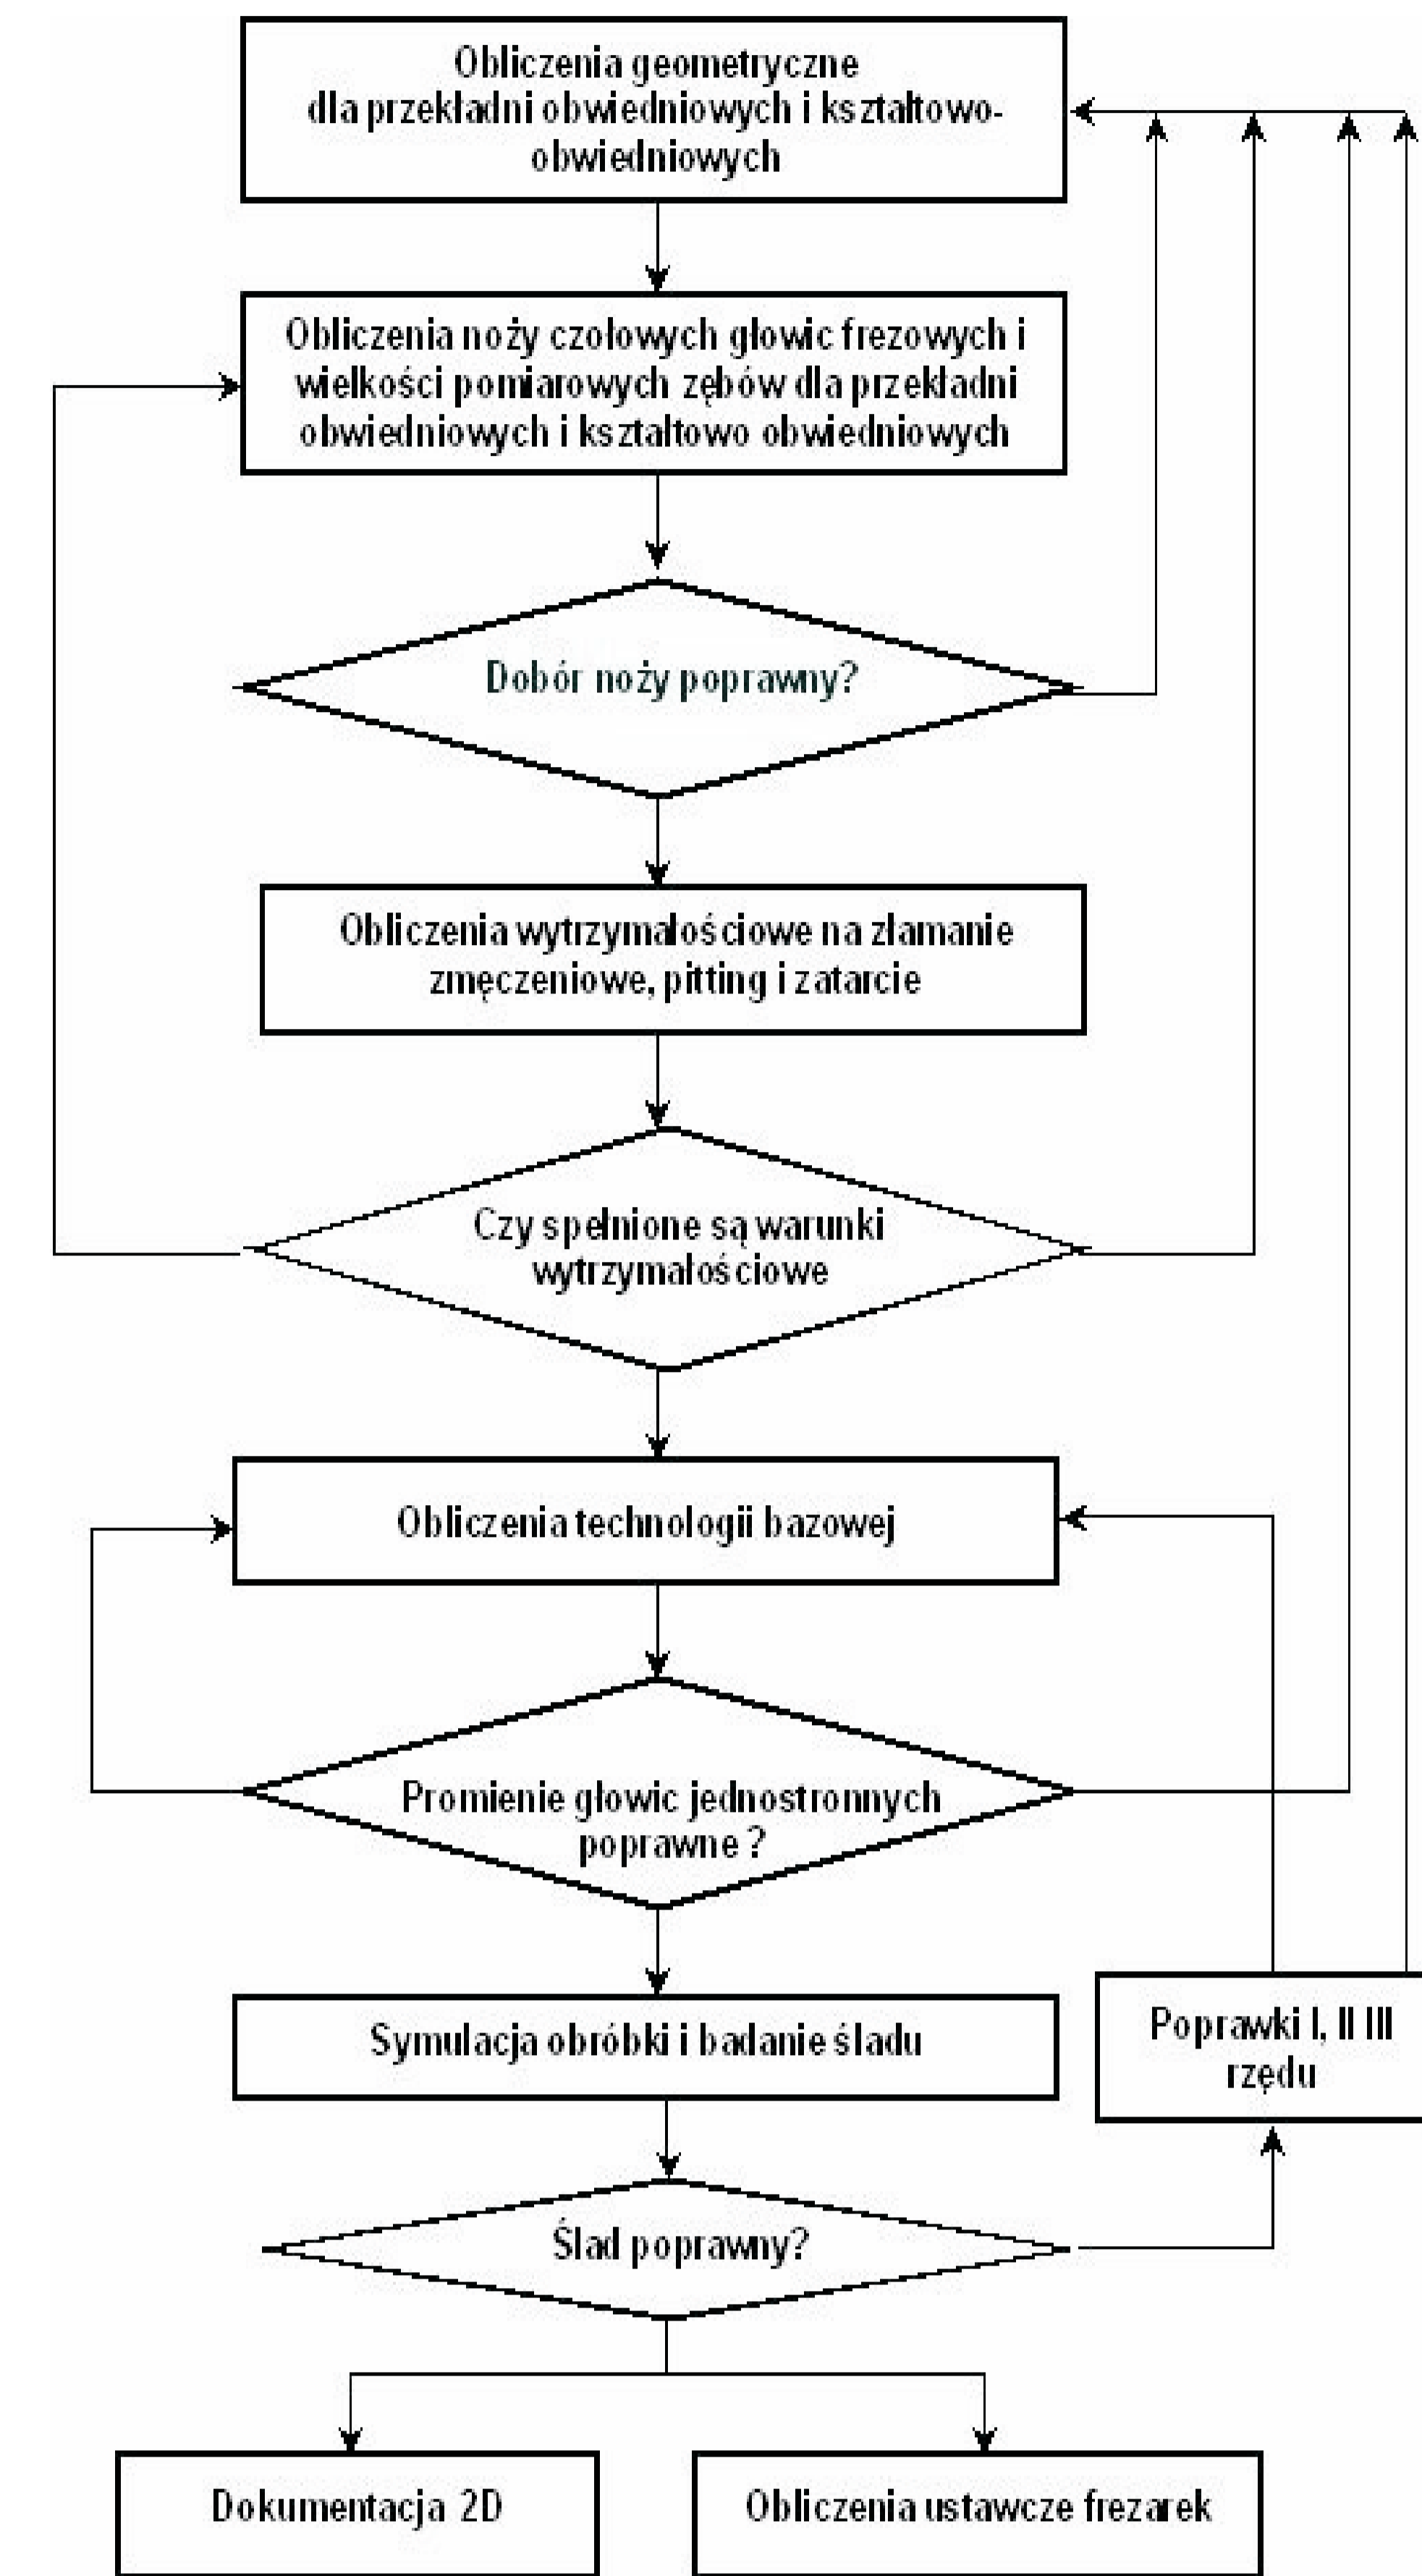 Obliczenia geometryczne
dla przekładni obwiedniowych i kształtowo-
obwiedniowych
Obliczenia noży czołowych głowic frezowych i
wielkości pomiarowych zębów dla przekładni
obwiedniowych i kształtowo obwiedniowych
Dobór noży poprawny?
Obliczenia wytrzymałościowe na złamanie
zmęczeniowe, pitting i zatarcie
Czy spełnione są warunki
wytrzymałościowe
Obliczenia technologii bazowej
Promienie głowic jednostronnych
poprawne ?
Symulacja obróbki i badanie śladu
Poprawki I, II III
rzędu
Ślad poprawny?
Dokumentacja 2D
Obliczenia ustawcze frezarek